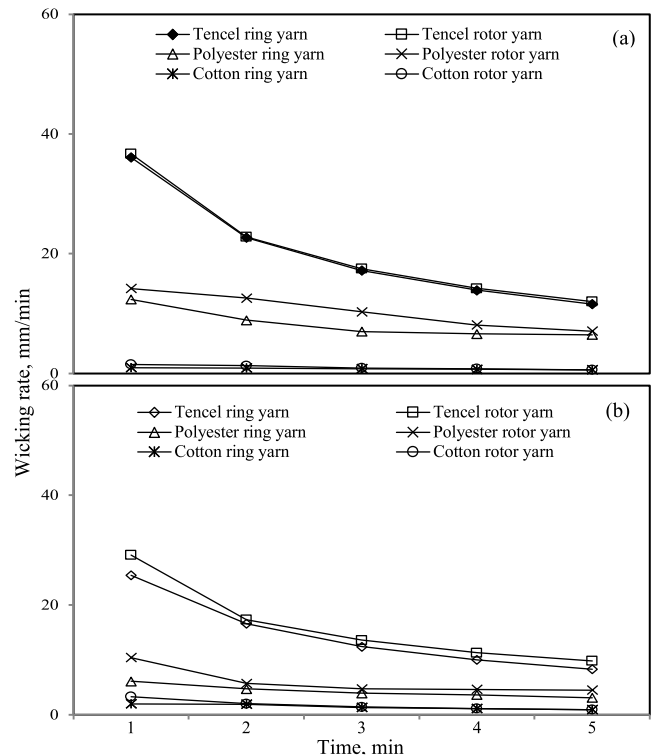 60
Tencel ring yarn Tencel rotor yarn (a)
Polyester ring yarn Polyester rotor yarn
Cotton ring yarn Cotton rotor yarn
40
20
0
Wicking rate, mm/min
60
Tencel ring yarn Tencel rotor yarn (b)
Polyester ring yarn Polyester rotor yarn
Cotton ring yarn Cotton rotor yarn
40
20
0
1 2 3 4 5
Time, min